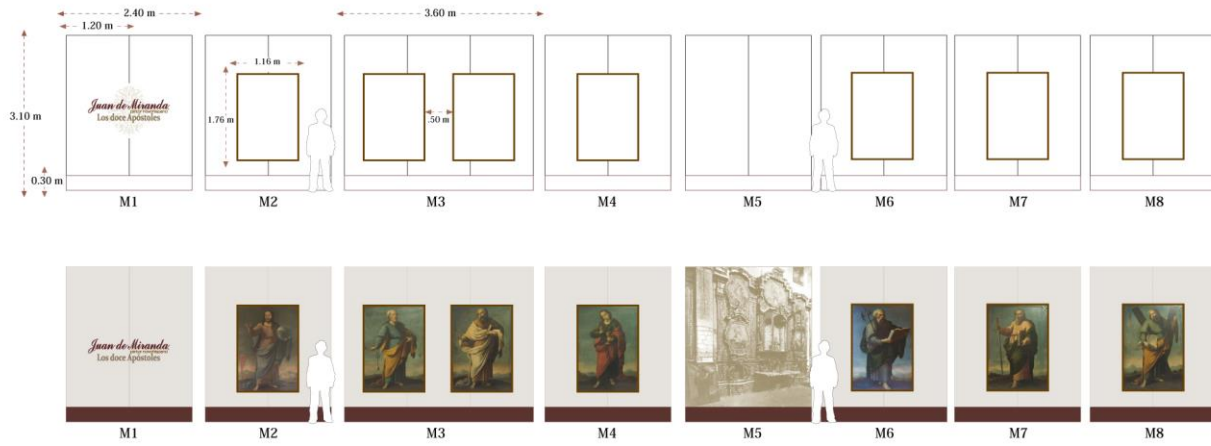 2.40 m
3.60 m
1.20 m
1.16 m
3.10 m
1.76 m
.50 m
0.30 m
Juan de Miranda
Los doce Apóstoles
M1
M2
M3
M4
M5
M6
M7
M8
Juan de Miranda
Los doce Apóstoles
M1
M2
M3
M4
M5
M6
M7
M8